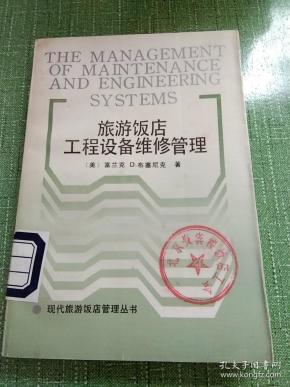 THE MANAGEMENT
OF MAINTENANCE
AND ENGINEERING
SYSTEMS
旅游饭店
工程设备维修管理
〔美〕富兰克 D·布塞尼克 著
现代旅游饭店管理丛书
孔夫子旧书网